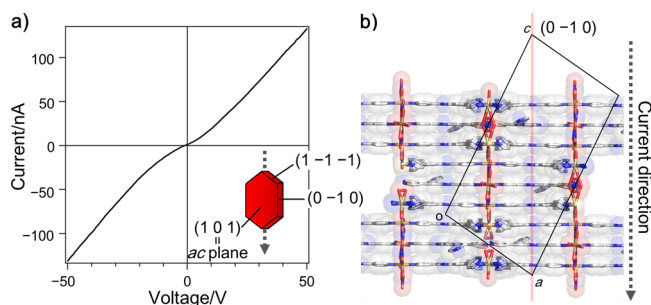 a)
Current/nA
100
50
0
−50
−100
−50
0
50
Voltage/V
(1 −1 −1)
(0 −1 0)
(1 0 1)
=
ac plane
b)
c
(0 −1 0)
o
a
Current direction